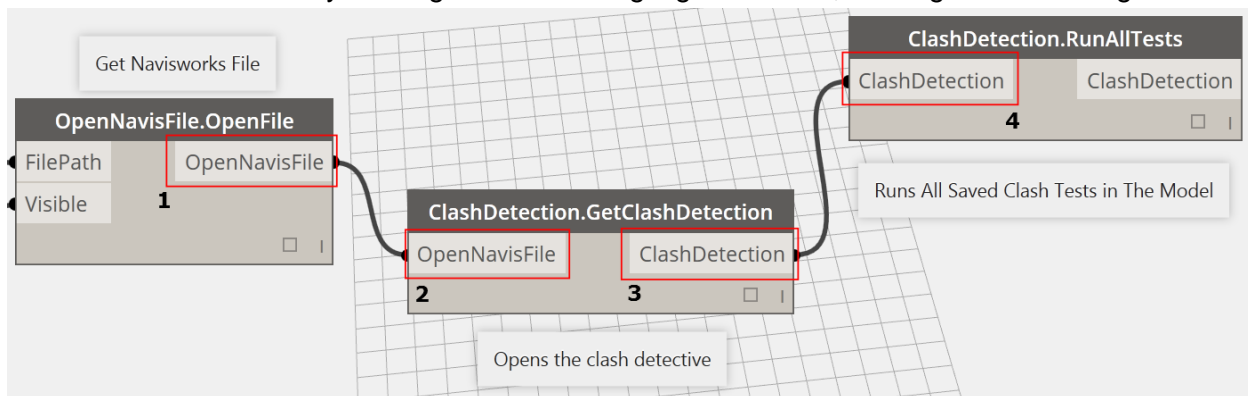 Get Navisworks File
OpenNavisFile.OpenFile
FilePath
OpenNavisFile
Visible
1
ClashDetection.GetClashDetection
OpenNavisFile
ClashDetection
2
3
Opens the clash detective
ClashDetection.RunAllTests
ClashDetection
ClashDetection
4
Runs All Saved Clash Tests in The Model